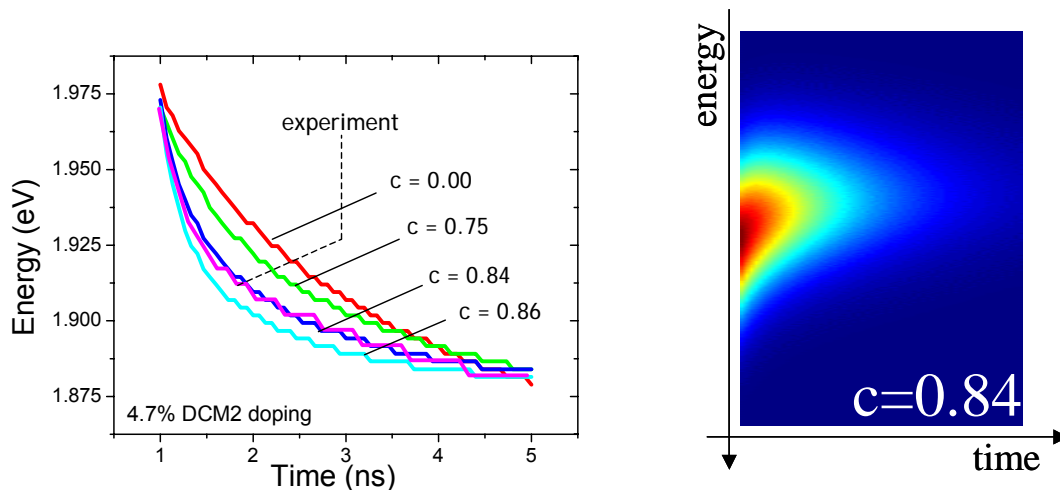 1.975
1.950
1.925
1.900
1.875
Energy (eV)
experiment
c = 0.00
c = 0.75
c = 0.84
c = 0.86
4.7% DCM2 doping
1 2 3 4 5
Time (ns)
energy
c=0.84
time